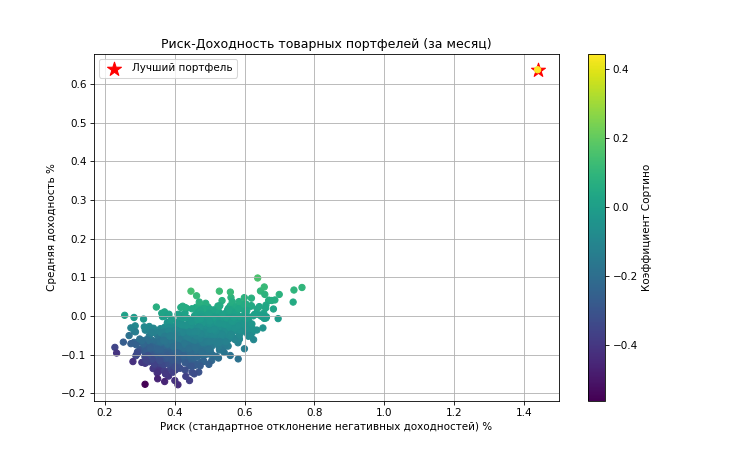 Риск-Доходность товарных портфелей (за месяц)
Лучший портфель
Средняя доходность %
0.6
0.5
0.4
0.3
0.2
0.1
0.0
−0.1
−0.2
0.2 0.4 0.6 0.8 1.0 1.2 1.4
Риск (стандартное отклонение негативных доходностей) %
0.4
0.2
0.0
−0.2
−0.4
Коэффициент Сортино